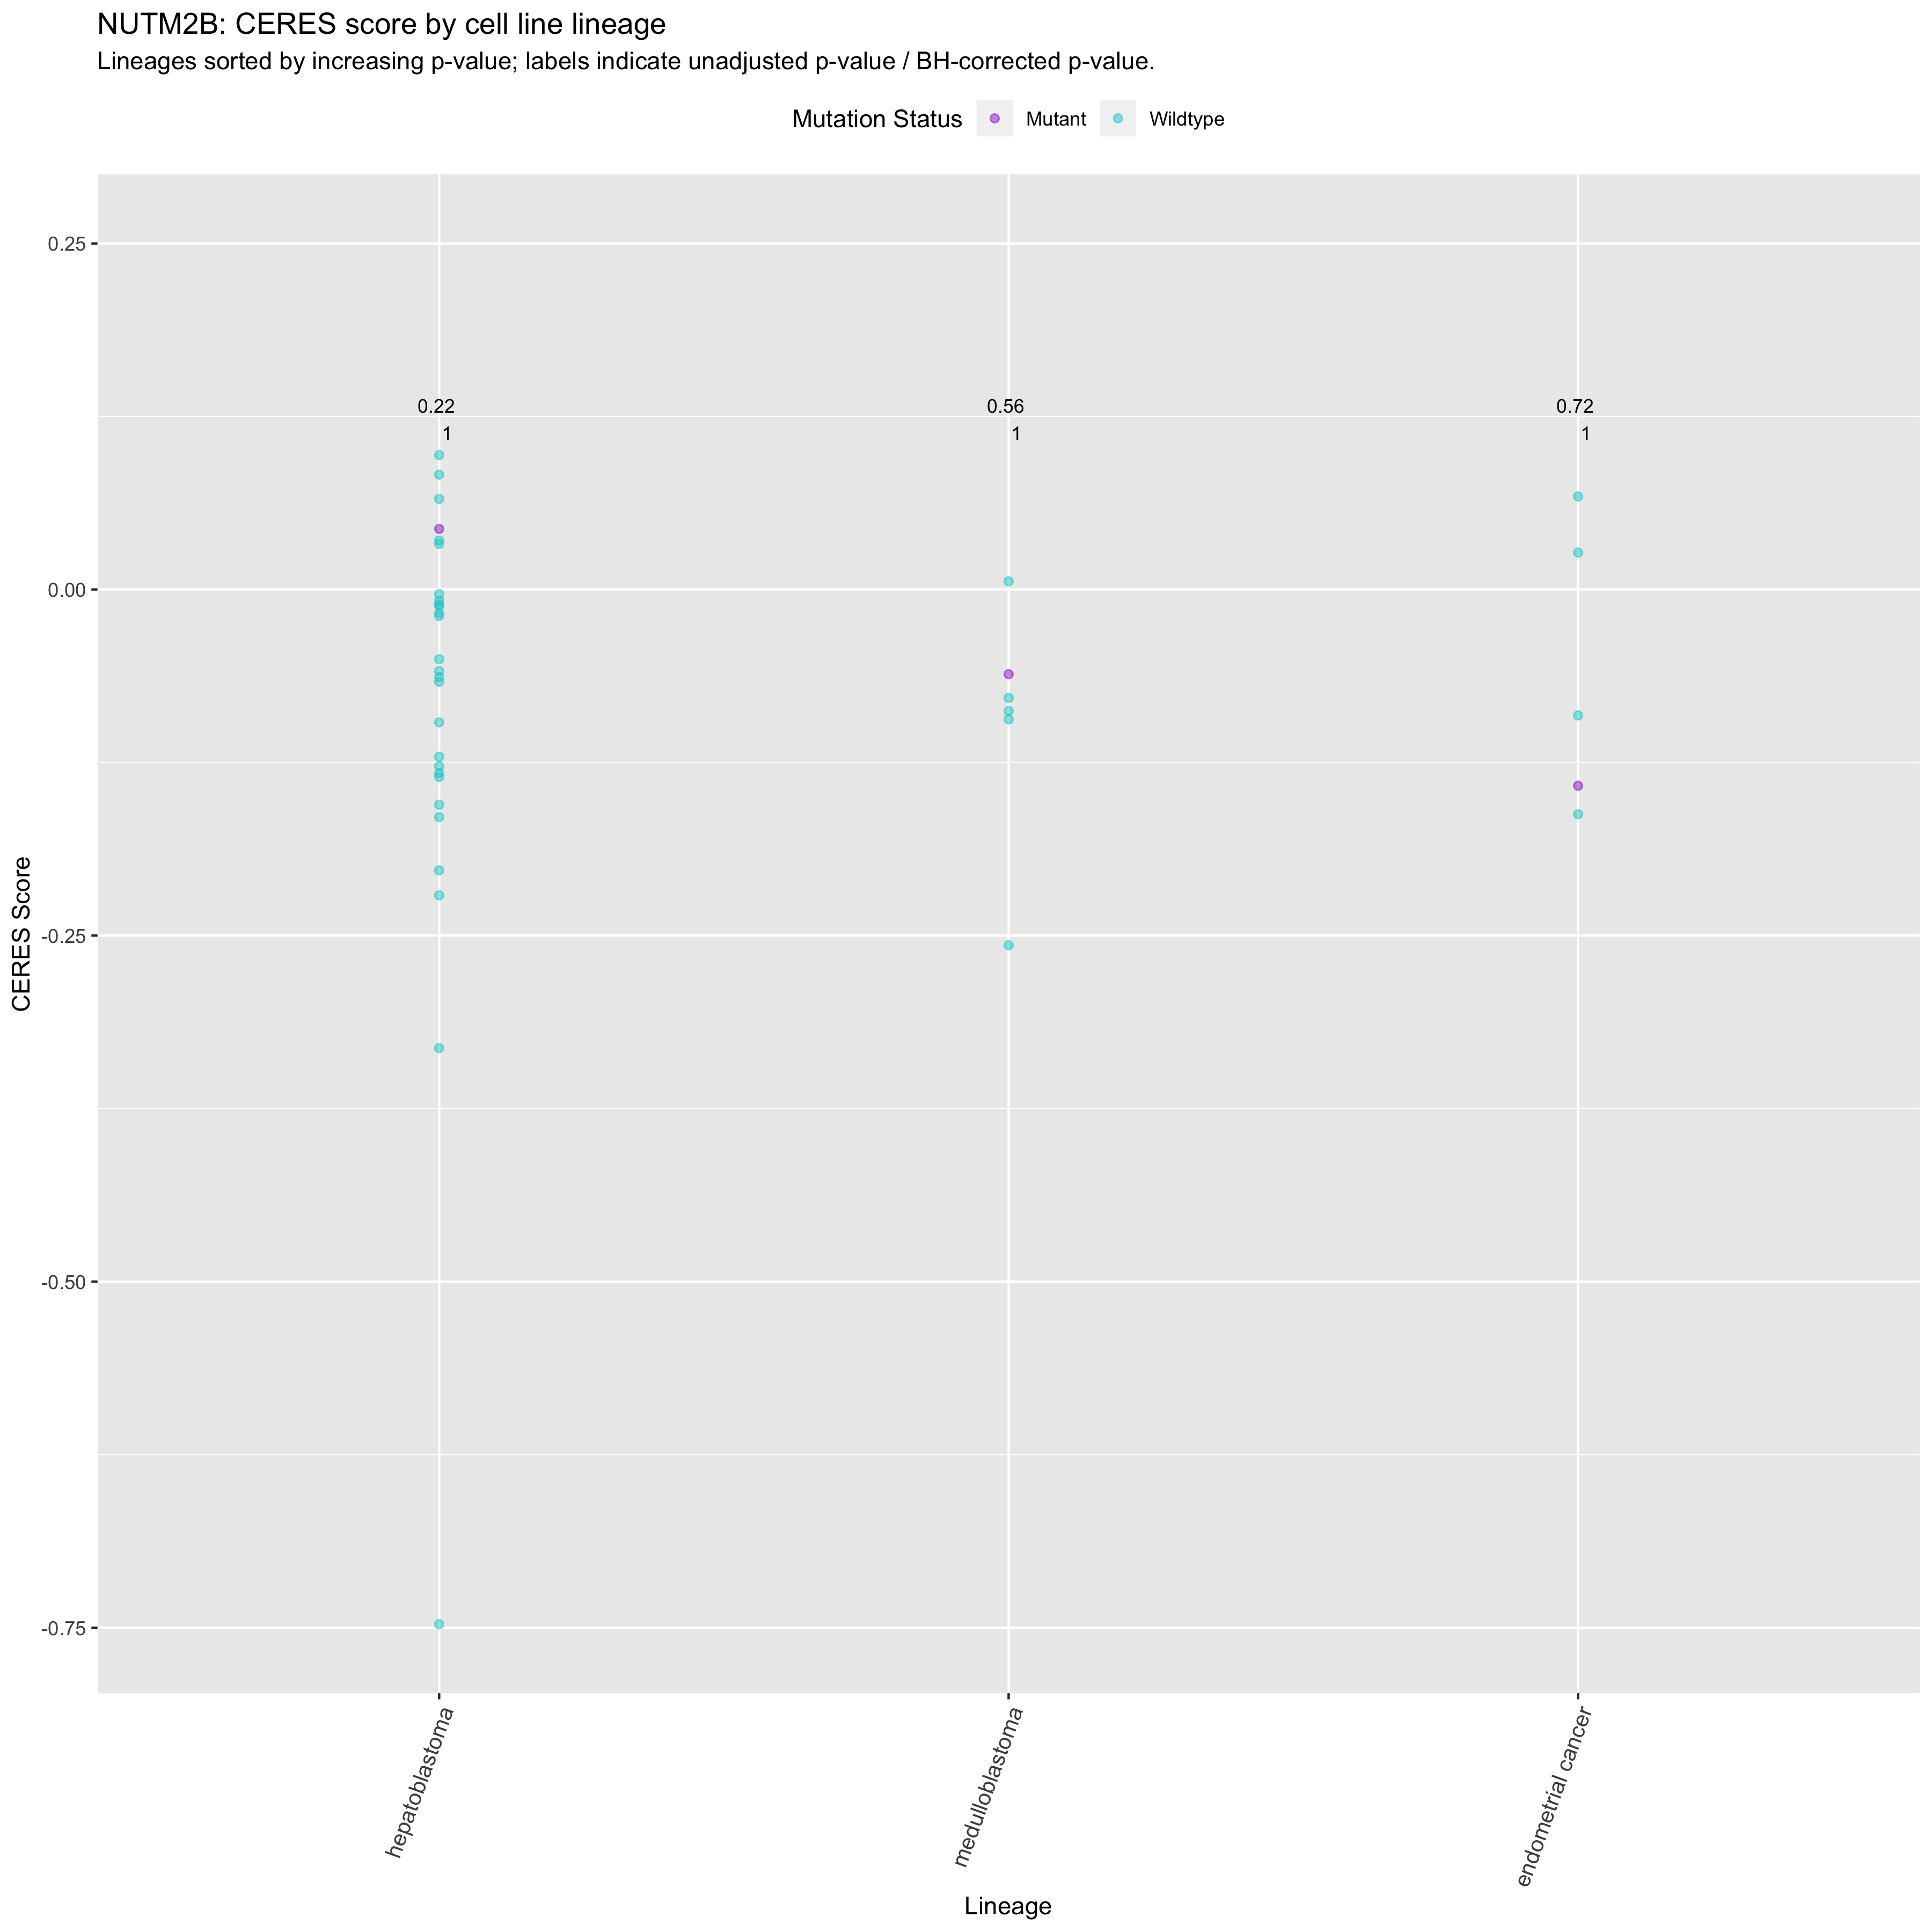 NUTM2B: CERES score by cell line lineage
Lineages sorted by increasing p-value; labels indicate unadjusted p-value / BH-corrected p-value.
Mutation Status Mutant Wildtype
0.25
0.22 0.56 0.72
1 1 1
0.00
-0.25
-0.50
-0.75
CERES Score
hepatoblastoma
medulloblastoma
endometrial cancer
Lineage